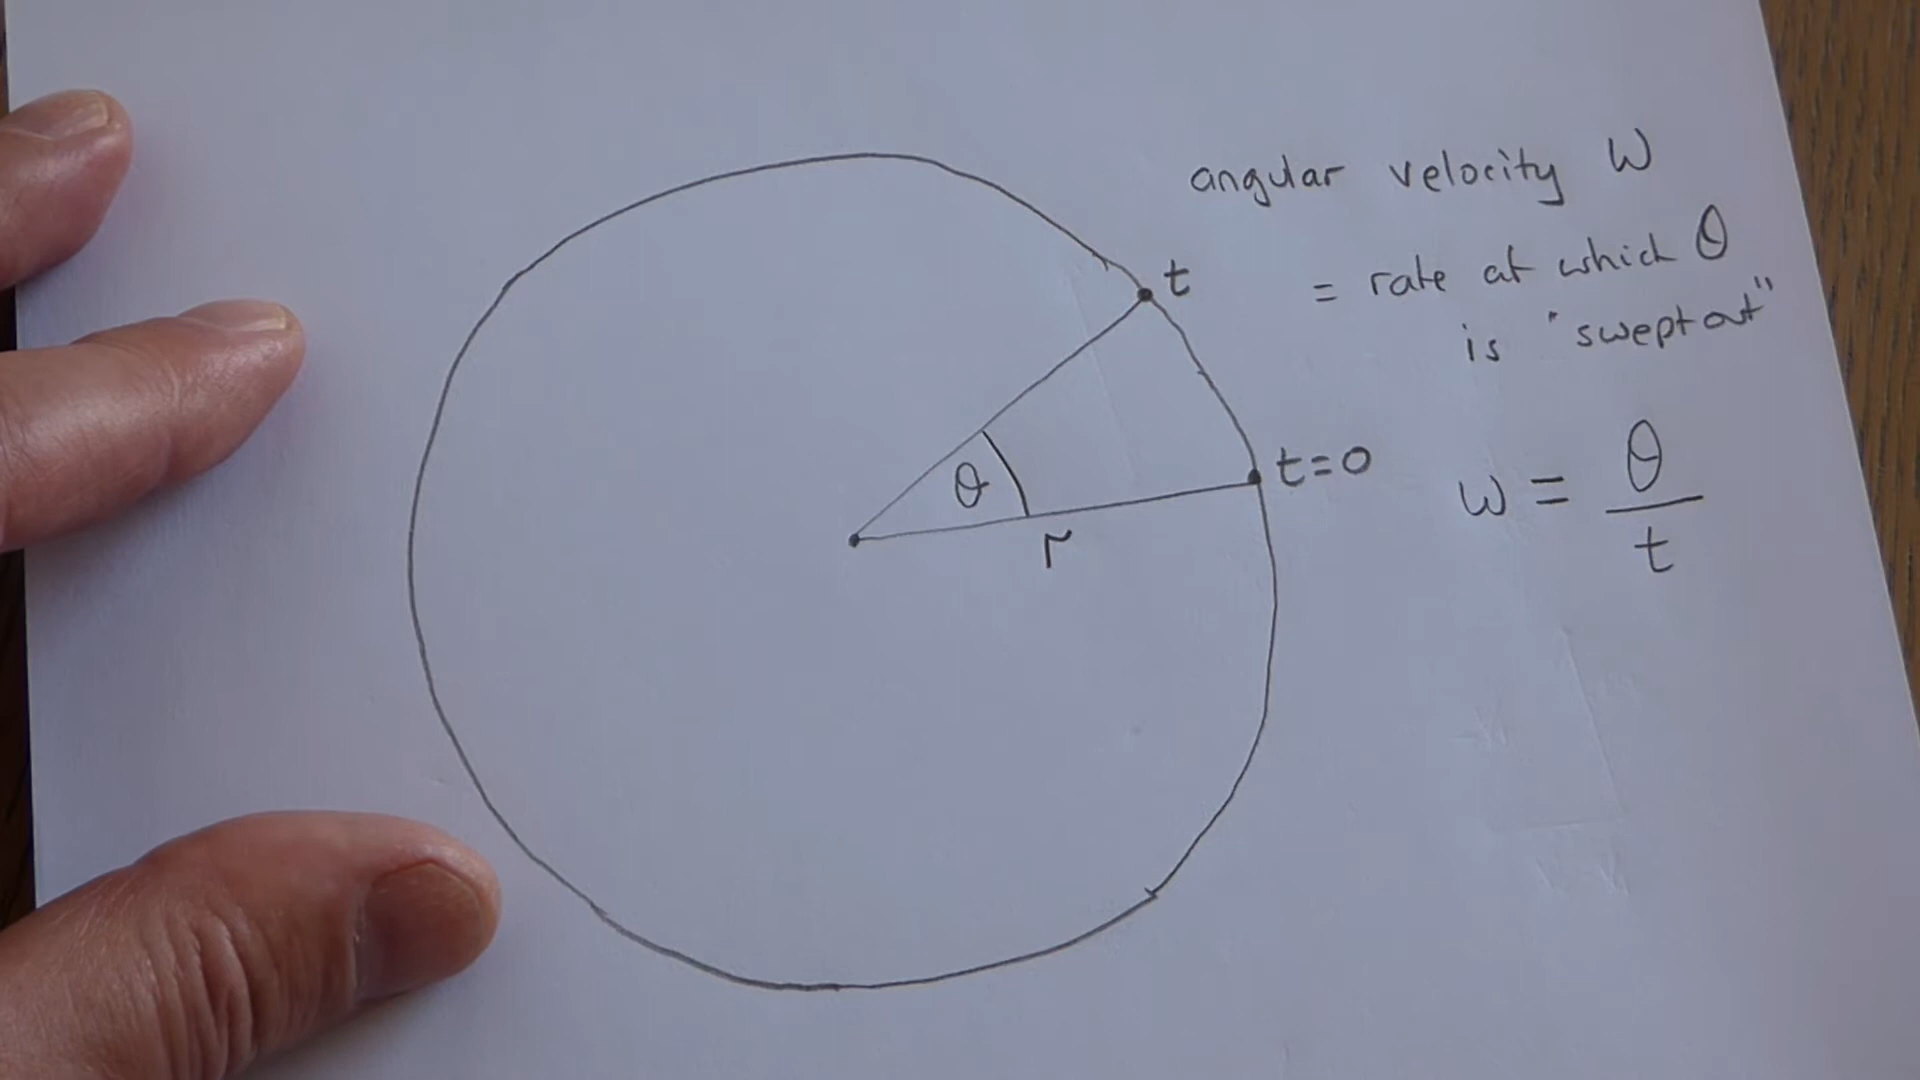 angular velocity ω
= rate at which θ
is "swept out"
t
t=0
θ
r
ω = θ
t